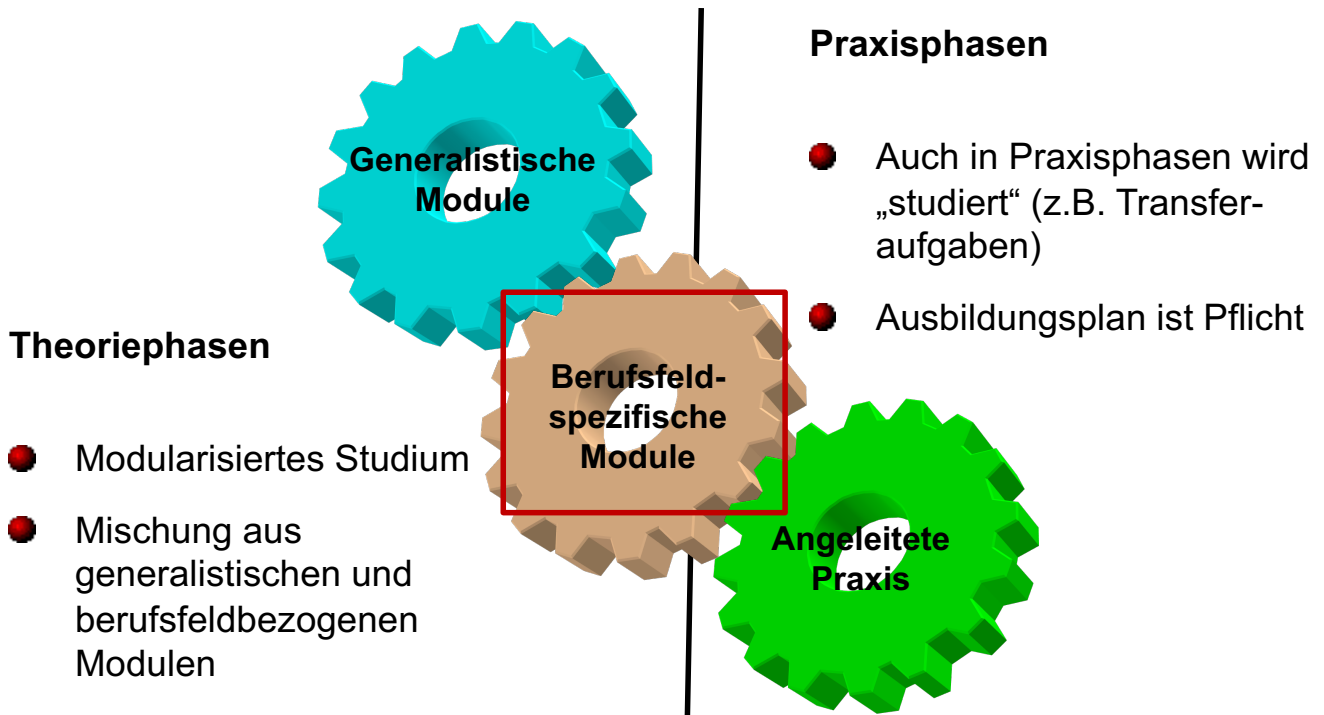 Praxisphasen
Auch in Praxisphasen wird
„studiert“ (z.B. Transfer-
aufgaben)
Ausbildungsplan ist Pflicht
Generalistische
Module
Theoriephasen
Modularisiertes Studium
Mischung aus
generalistischen und
berufsfeldbezogenen
Modulen
Berufsfeld-
spezifische
Module
Angeleitete
Praxis